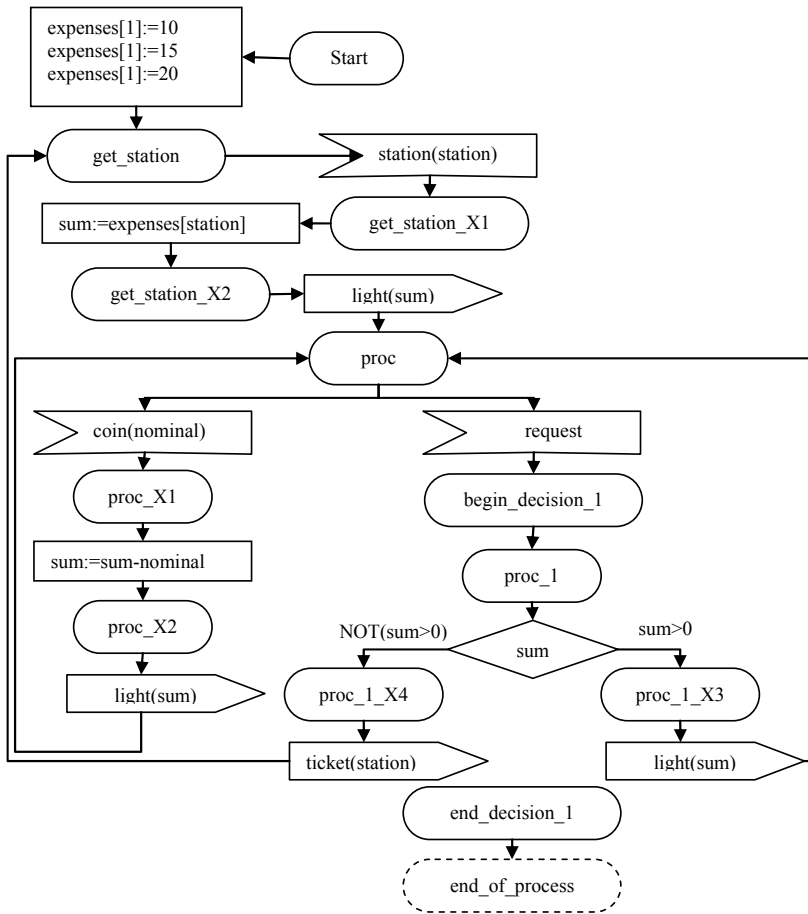 expenses[1]:=10
expenses[1]:=15
expenses[1]:=20
Start
get_station
station(station)
sum:=expenses[station]
get_station_X1
get_station_X2
light(sum)
proc
coin(nominal)
request
proc_X1
begin_decision_1
sum:=sum-nominal
proc_1
proc_X2
NOT(sum>0)
sum>0
sum
light(sum)
proc_1_X4
proc_1_X3
ticket(station)
light(sum)
end_decision_1
end_of_process